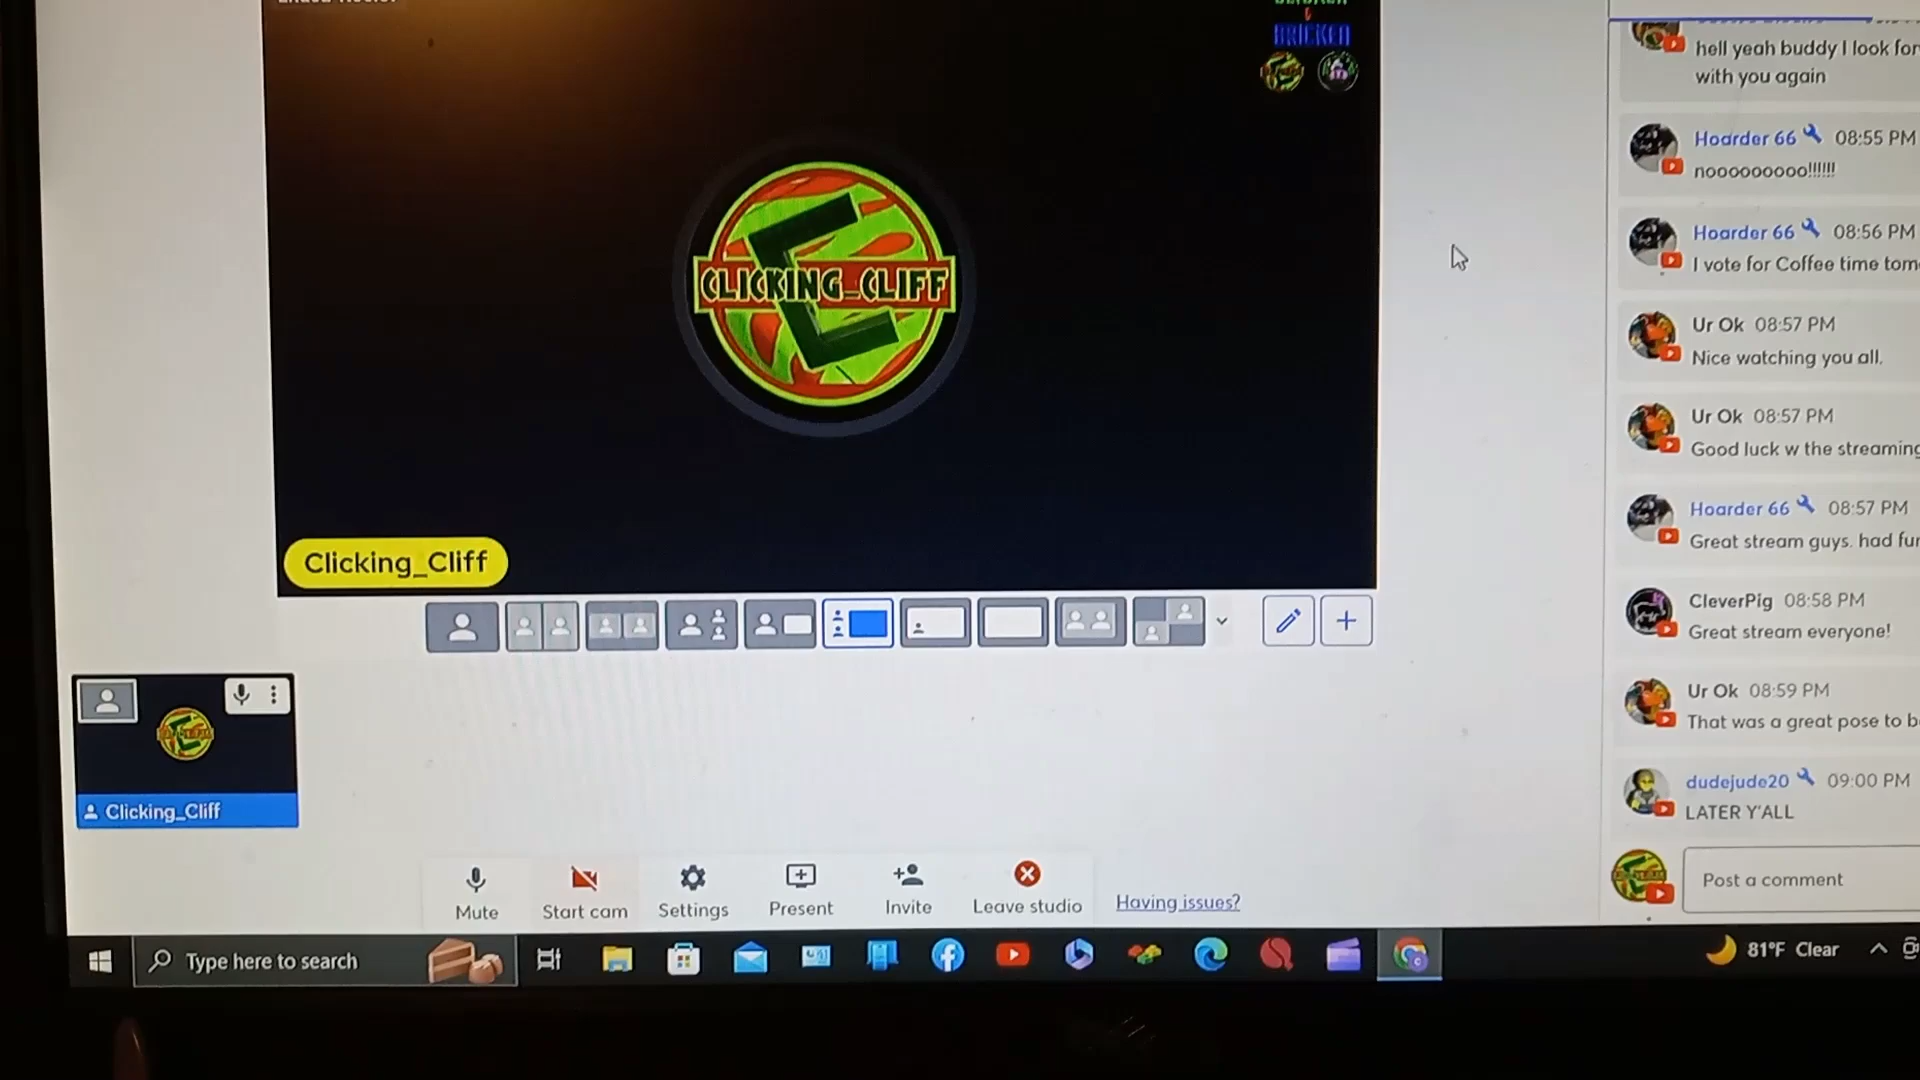 BRICKEN
CLICKING_CLIFF
Clicking_Cliff
Clicking_Cliff
Mute
Start cam
Settings
Present
Invite
Leave studio
Having issues?
hell yeah buddy I look for
with you again
Hoarder 66 08:55 PM
nooooooooo!!!!!!
Hoarder 66 08:56 PM
I vote for Coffee time tom
Ur Ok 08:57 PM
Nice watching you all.
Ur Ok 08:57 PM
Good luck w the streaming
Hoarder 66 08:57 PM
Great stream guys. had fun
CleverPig 08:58 PM
Great stream everyone!
Ur Ok 08:59 PM
That was a great pose to b
dudejude20 09:00 PM
LATER Y'ALL
Post a comment
Type here to search
81°F Clear